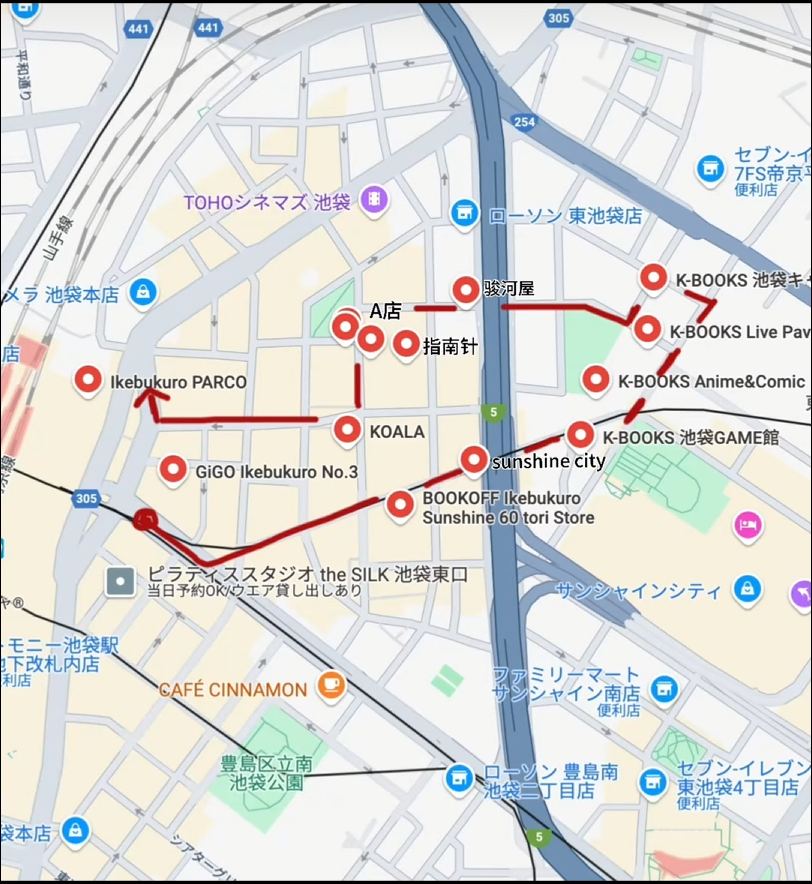 441
441
305
平和通り
254
セブン-イ
7FS帝京平
便利店
TOHOシネマズ 池袋
ローソン 東池袋店
山手線
メラ 池袋本店
K-BOOKS 池袋キャ
骏河屋
A店
K-BOOKS Live Pav
指南针
店
Ikebukuro PARCO
K-BOOKS Anime&Comic
5
KOALA
K-BOOKS 池袋GAME館
sunshine city
GiGO Ikebukuro No.3
305
BOOKOFF Ikebukuro
Sunshine 60 tori Store
ピラティススタジオ the SILK 池袋東口
当日予約OK/ウエア貸し出しあり
サンシャインシティ
モニー池袋駅
地下改札内店
利店
ファミリーマート
サンシャイン南店
便利店
CAFÉ CINNAMON
豊島区立南
池袋公園
ローソン 豊島南
池袋二丁目店
セブン-イレブン
東池袋4丁目店
便利店
袋本店
5
シアターグリ